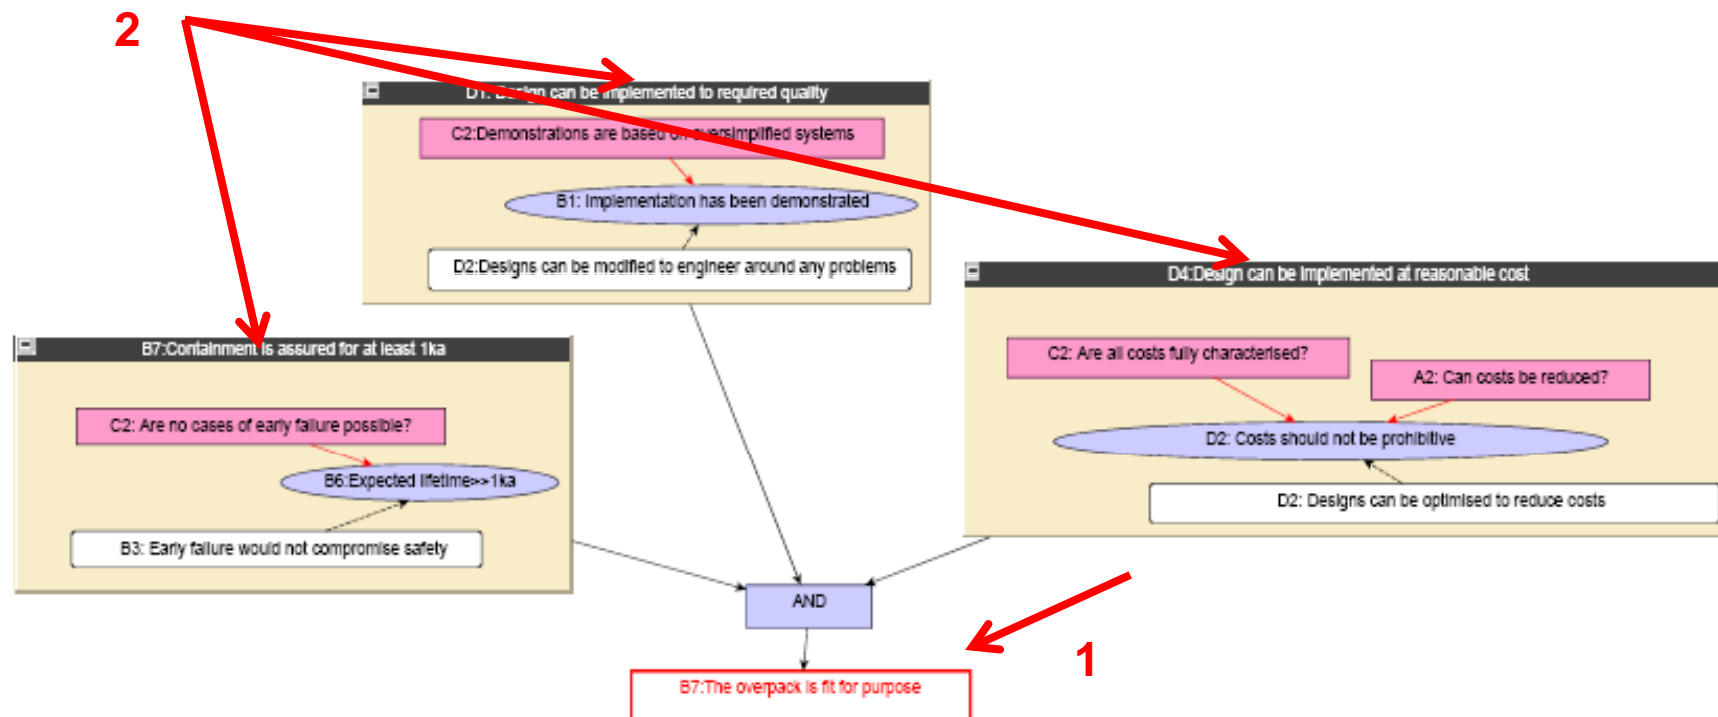 2
D1: Design can be implemented to required quality
C2:Demonstrations are based on oversimplified systems
B1: Implementation has been demonstrated
D2:Designs can be modified to engineer around any problems
D4:Design can be implemented at reasonable cost
C2: Are all costs fully characterised?
A2: Can costs be reduced?
D2: Costs should not be prohibitive
D2: Designs can be optimised to reduce costs
B7:Containment is assured for at least 1ka
C2: Are no cases of early failure possible?
B6:Expected lifetime>>1ka
B3: Early failure would not compromise safety
AND
1
B7:The overpack is fit for purpose